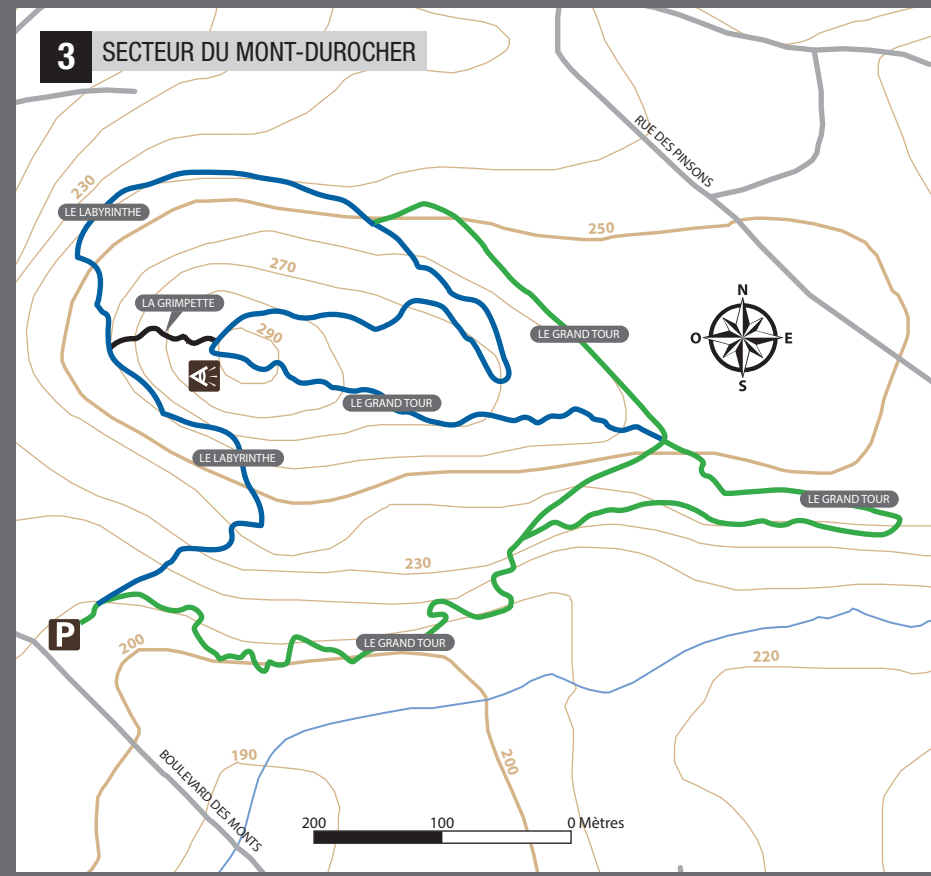 3 SECTEUR DU MONT-DUROCHER
RUE DES PINSONS
230
LE LABYRINTHE
250
270
LA GRIMPETTE
N
290
LE GRAND TOUR
O
E
S
LE GRAND TOUR
LE LABYRINTHE
LE GRAND TOUR
230
P
200
LE GRAND TOUR
220
190
200
BOULEVARD DES MONTS
200 100 0 Mètres